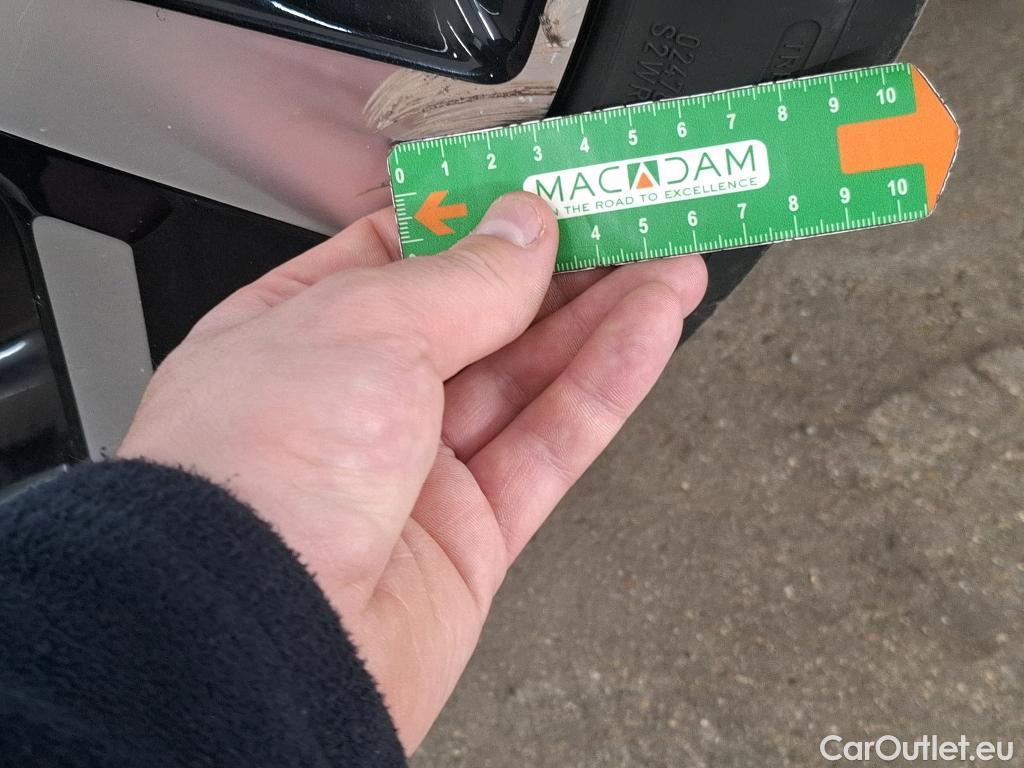 0 1 2 3 4 5 6 7 8 9 10
MACADAM
THE ROAD TO EXCELLENCE
4 5 6 7 8 9 10
CarOutlet.eu